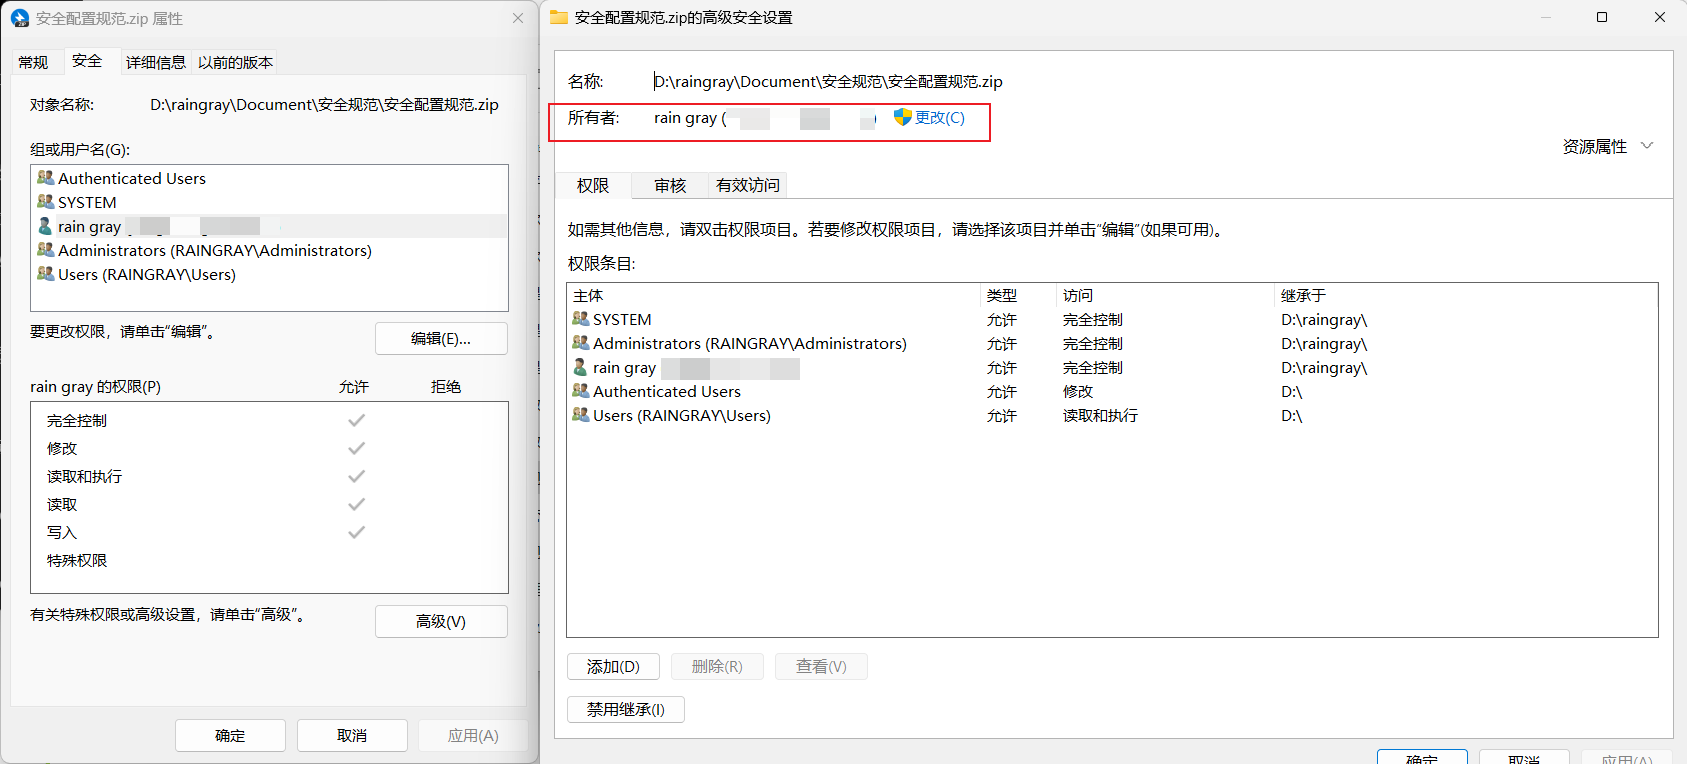 安全配置规范.zip 属性
常规 安全 详细信息 以前的版本
对象名称: D:\raingray\Document\安全规范\安全配置规范.zip
组或用户名(G):
Authenticated Users
SYSTEM
rain gray
Administrators (RAINGRAY\Administrators)
Users (RAINGRAY\Users)
要更改权限，请单击“编辑”。
编辑(E)...
rain gray 的权限(P) 允许 拒绝
完全控制
修改
读取和执行
读取
写入
特殊权限
有关特殊权限或高级设置，请单击“高级”。
高级(V)
确定 取消 应用(A)
安全配置规范.zip的高级安全设置
名称: D:\raingray\Document\安全规范\安全配置规范.zip
所有者: rain gray ( ) 更改(C)
资源属性
权限 审核 有效访问
如需其他信息，请双击权限项目。若要修改权限项目，请选择该项目并单击“编辑”(如果可用)。
权限条目:
主体 类型 访问 继承于
SYSTEM 允许 完全控制 D:\raingray\
Administrators (RAINGRAY\Administrators) 允许 完全控制 D:\raingray\
rain gray 允许 完全控制 D:\raingray\
Authenticated Users 允许 修改 D:\
Users (RAINGRAY\Users) 允许 读取和执行 D:\
添加(D) 删除(R) 查看(V)
禁用继承(I)
确定 取消 应用(A)